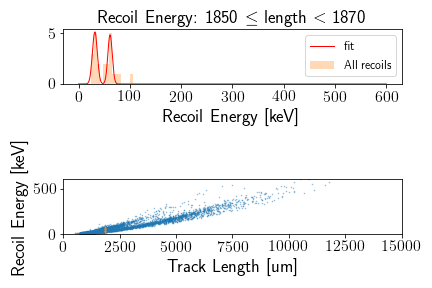 Recoil Energy: 1850 ≤ length < 1870
5
0
fit
All recoils
0 100 200 300 400 500 600
Recoil Energy [keV]
Recoil Energy [keV]
500
0
0 2500 5000 7500 10000 12500 15000
Track Length [um]